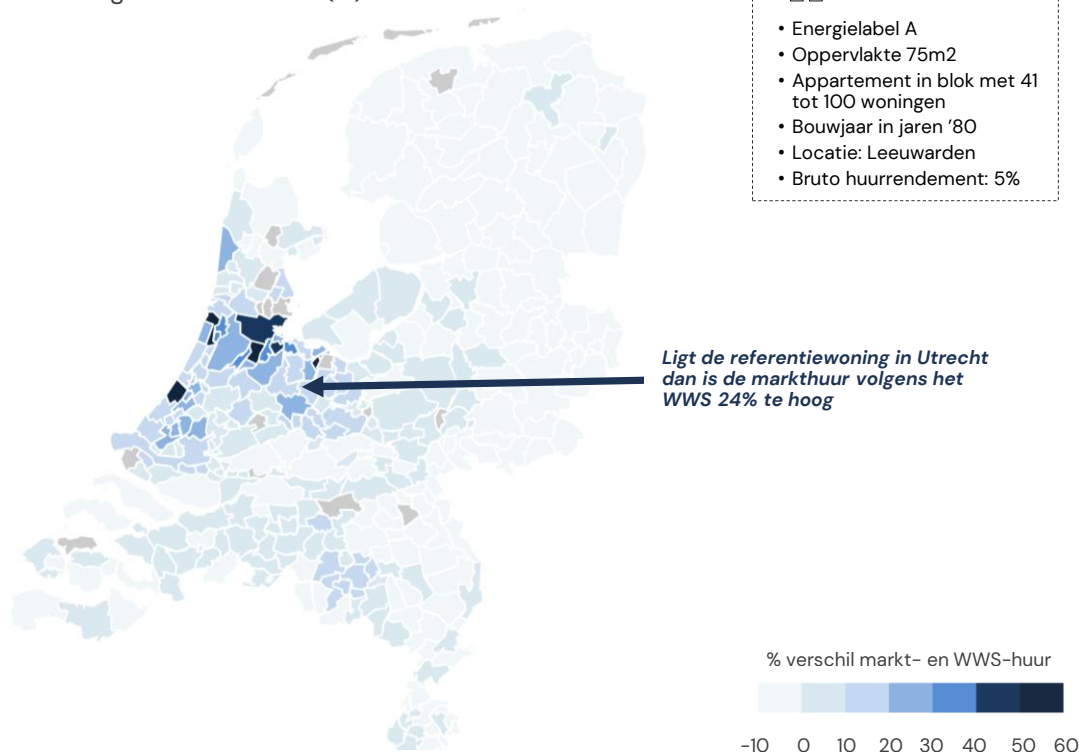 • Energielabel A
• Oppervlakte 75m2
• Appartement in blok met 41
tot 100 woningen
• Bouwjaar in jaren ’80
• Locatie: Leeuwarden
• Bruto huurrendement: 5%
Ligt de referentiewoning in Utrecht
dan is de markthuur volgens het
WWS 24% te hoog
% verschil markt- en WWS-huur
-10 0 10 20 30 40 50 60